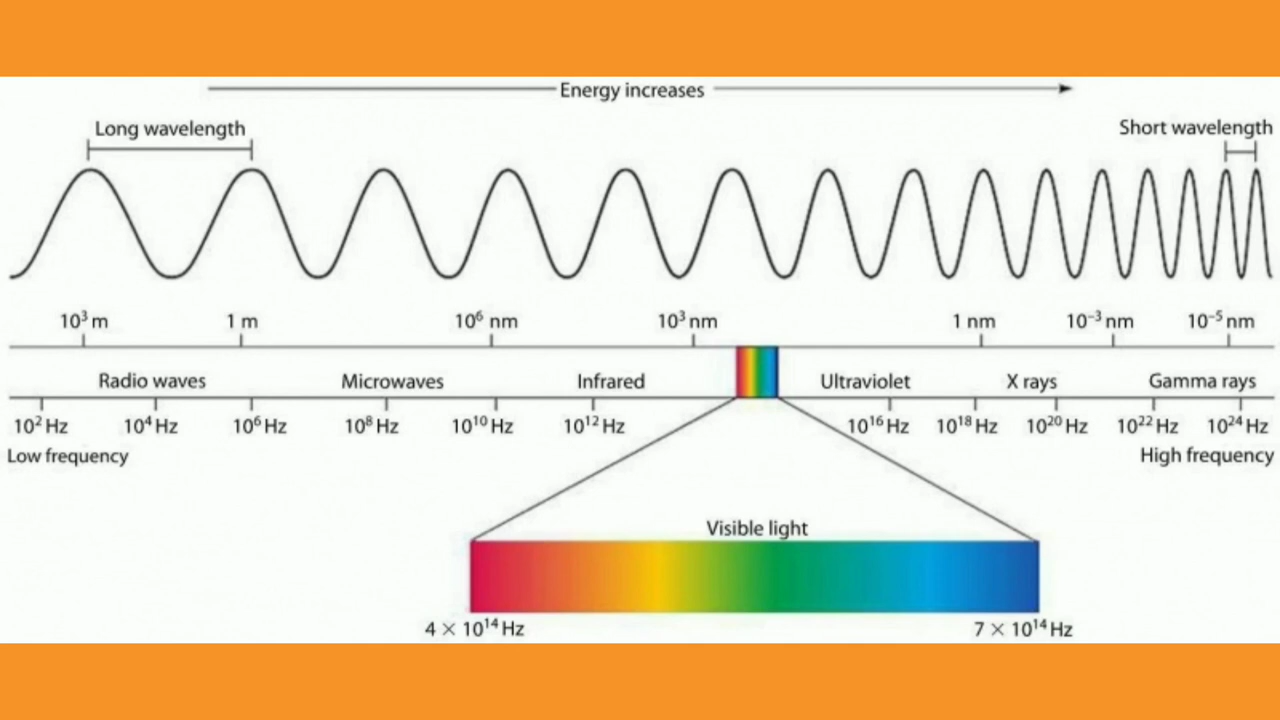 Energy increases
Long wavelength
Short wavelength
10³ m 1 m 10⁶ nm 10³ nm 1 nm 10⁻³ nm 10⁻⁵ nm
Radio waves Microwaves Infrared Ultraviolet X rays Gamma rays
10² Hz 10⁴ Hz 10⁶ Hz 10⁸ Hz 10¹⁰ Hz 10¹² Hz 10¹⁶ Hz 10¹⁸ Hz 10²⁰ Hz 10²² Hz 10²⁴ Hz
Low frequency High frequency
Visible light
4 × 10¹⁴ Hz 7 × 10¹⁴ Hz